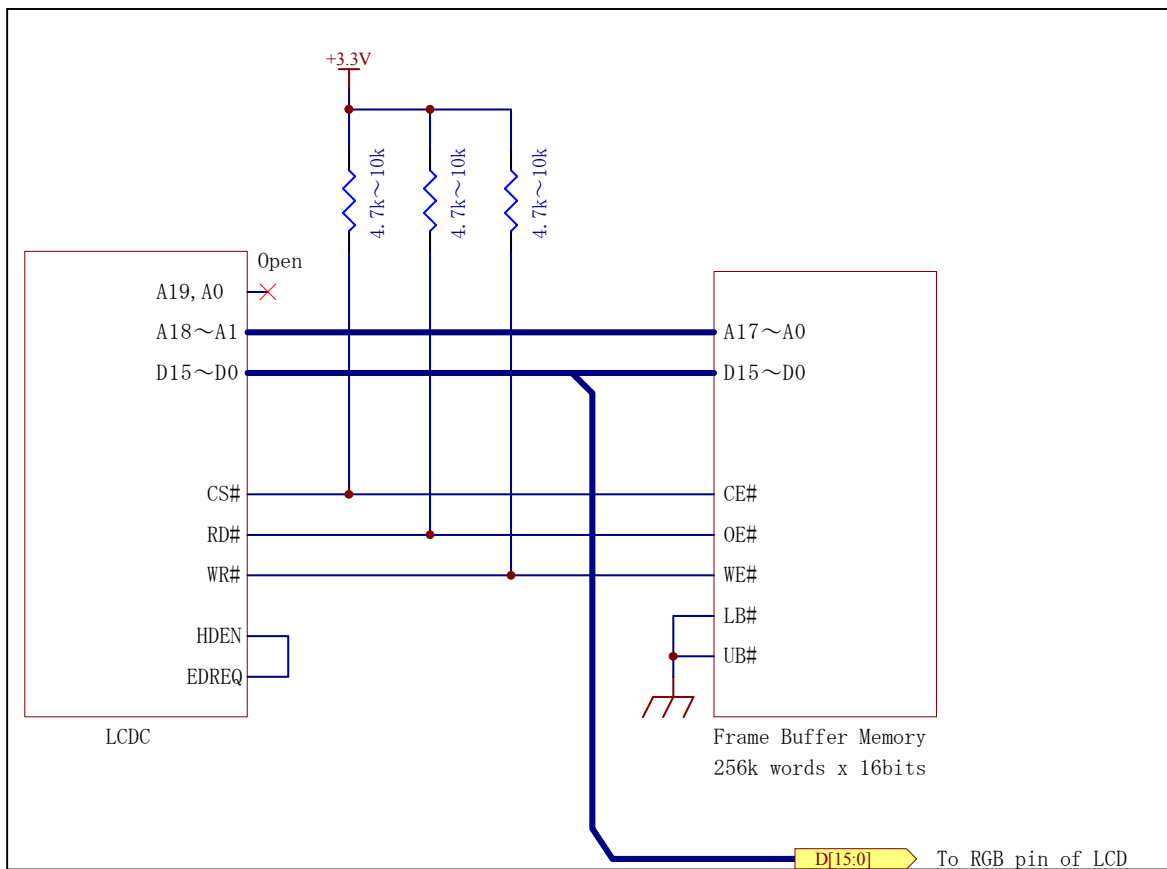 +3.3V
4.7k～10k
4.7k～10k
4.7k～10k
Open
A19,A0
A18～A1
A17～A0
D15～D0
D15～D0
CS#
CE#
RD#
OE#
WR#
WE#
LB#
HDEN
UB#
EDREQ
LCDC
Frame Buffer Memory
256k words x 16bits
D[15:0]
To RGB pin of LCD